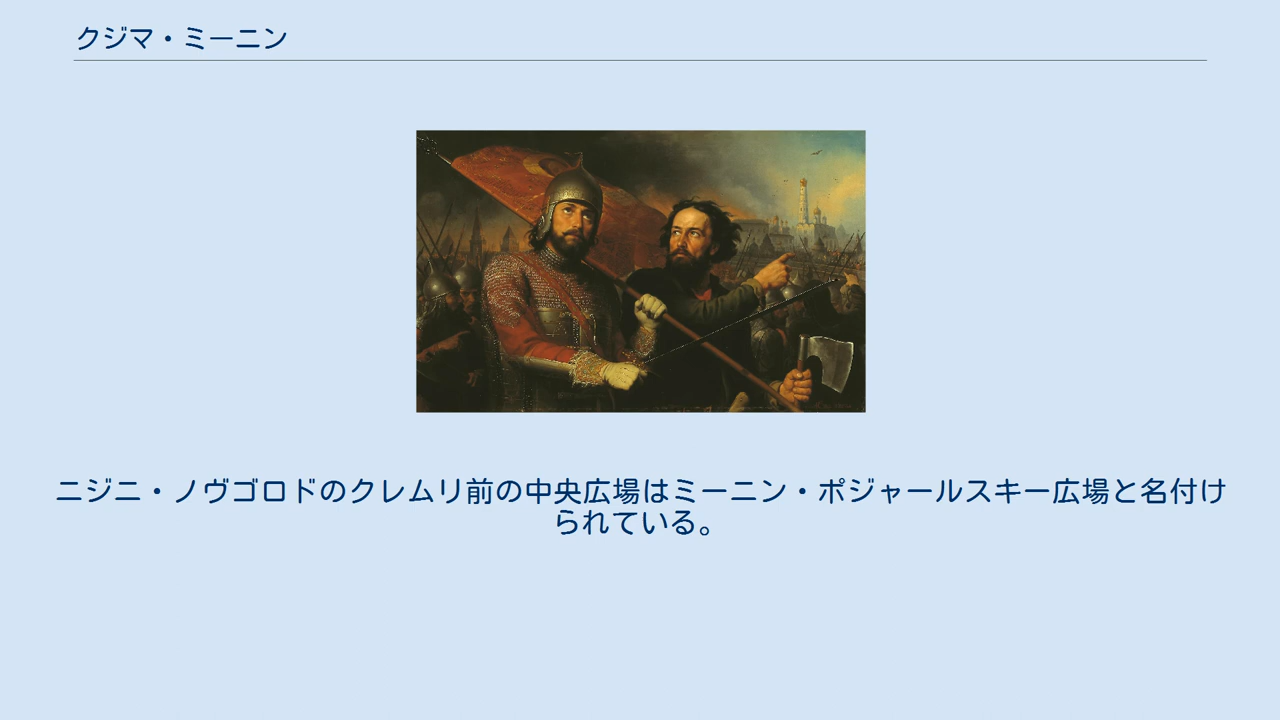 クジマ・ミーニン
ニジニ・ノヴゴロドのクレムリ前の中央広場はミーニン・ポジャールスキー広場と名付け
られている。